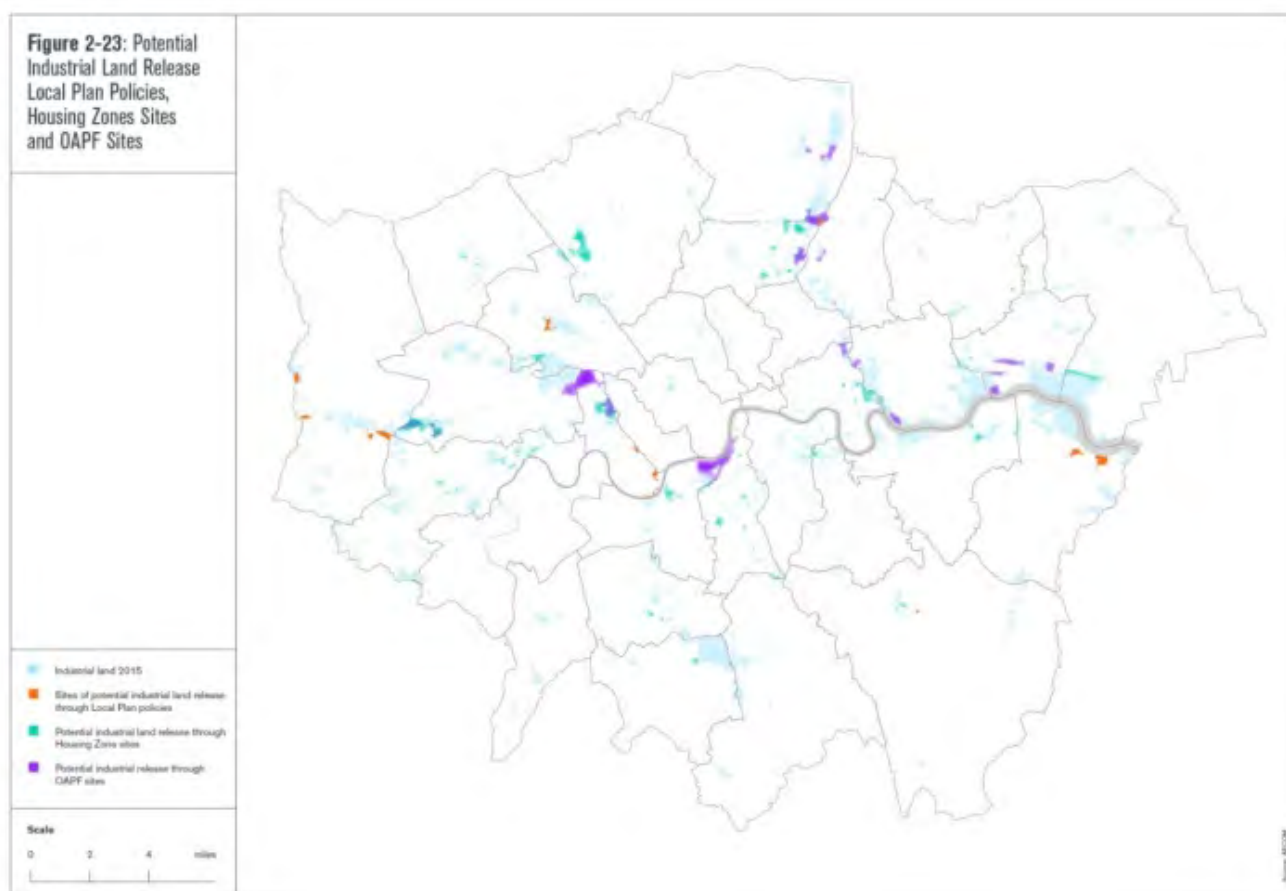 Figure 2-23: Potential
Industrial Land Release
Local Plan Policies,
Housing Zones Sites
and OAPF Sites
Industrial land 2015
Sites of potential industrial land release
through Local Plan policies
Potential industrial land release through
Housing Zone sites
Potential industrial release through
OAPF sites
Scale
0 2 4 miles